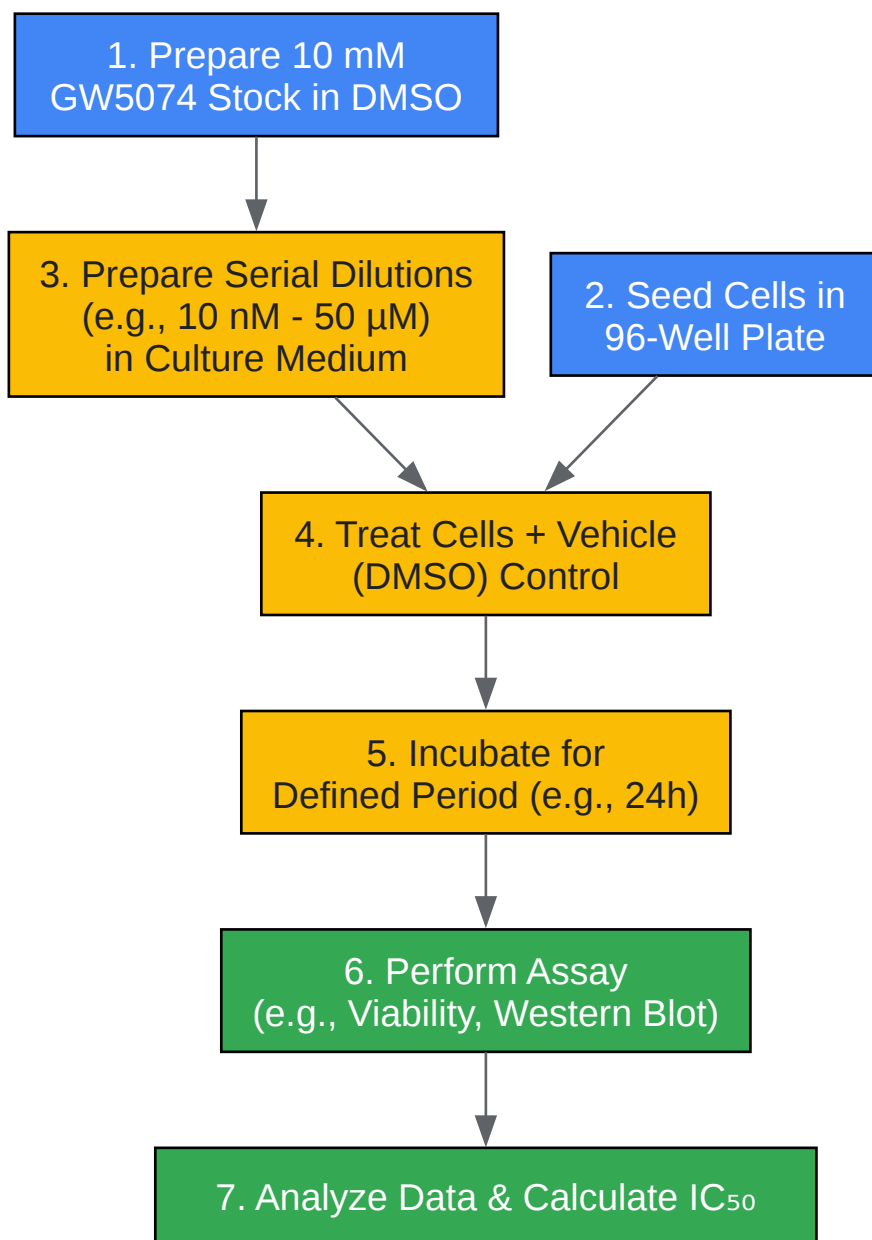 1. Prepare 10 mM
GW5074 Stock in DMSO
3. Prepare Serial Dilutions
(e.g., 10 nM - 50 µM)
in Culture Medium
2. Seed Cells in
96-Well Plate
4. Treat Cells + Vehicle
(DMSO) Control
5. Incubate for
Defined Period (e.g., 24h)
6. Perform Assay
(e.g., Viability, Western Blot)
7. Analyze Data & Calculate IC₅₀